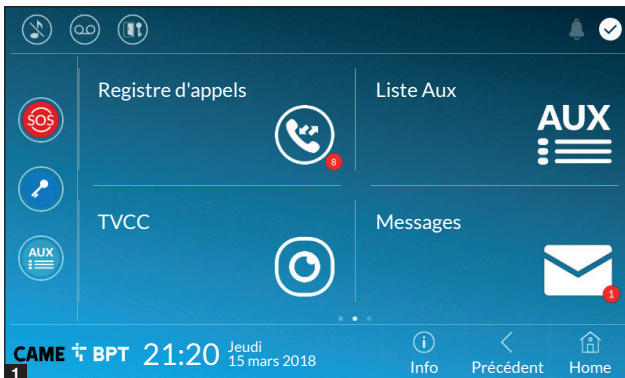 Registre d'appels
8
Liste Aux
AUX
SOS
AUX
TVCC
Messages
1
CAME BPT 21:20 Jeudi
15 mars 2018
Info
Précédent
Home
1